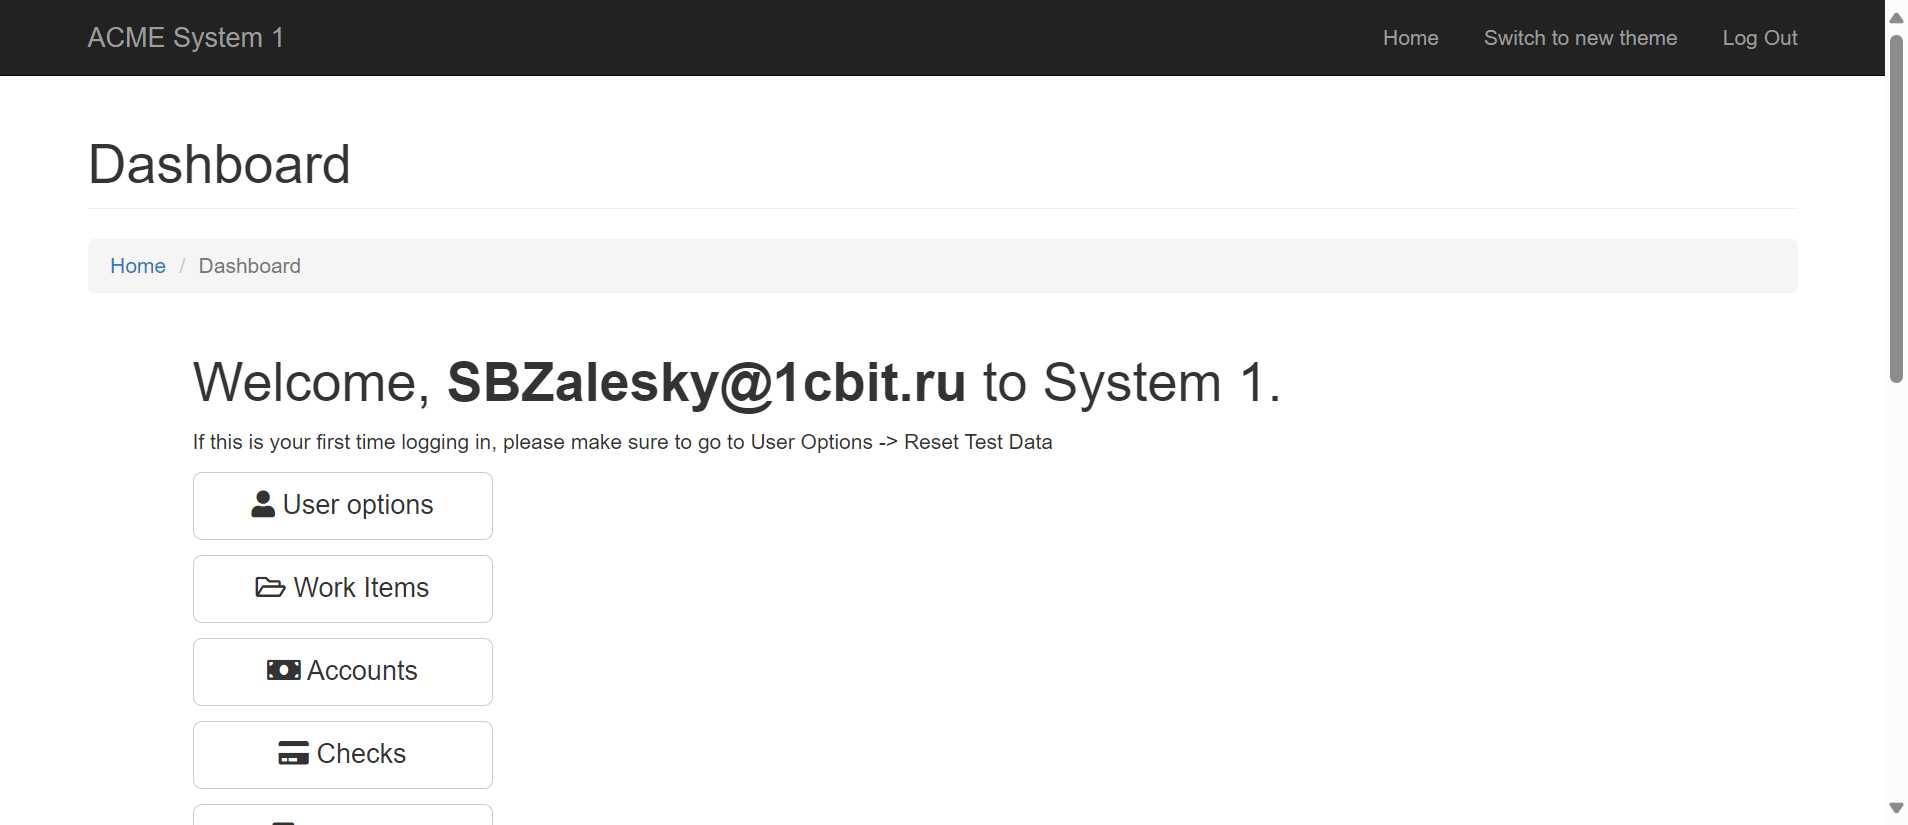 ACME System 1
Home
Switch to new theme
Log Out
Dashboard
Home / Dashboard
Welcome, SBZalesky@1cbit.ru to System 1.
If this is your first time logging in, please make sure to go to User Options -> Reset Test Data
User options
Work Items
Accounts
Checks